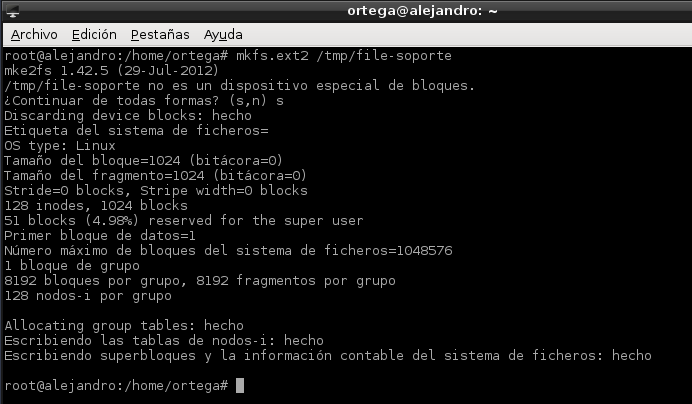 ortega@alejandro: ~
Archivo Edición Pestañas Ayuda
root@alejandro:/home/ortega# mkfs.ext2 /tmp/file-soporte
mke2fs 1.42.5 (29-Jul-2012)
/tmp/file-soporte no es un dispositivo especial de bloques.
¿Continuar de todas formas? (s,n) s
Discarding device blocks: hecho
Etiqueta del sistema de ficheros=
OS type: Linux
Tamaño del bloque=1024 (bitácora=0)
Tamaño del fragmento=1024 (bitácora=0)
Stride=0 blocks, Stripe width=0 blocks
128 inodes, 1024 blocks
51 blocks (4.98%) reserved for the super user
Primer bloque de datos=1
Número máximo de bloques del sistema de ficheros=1048576
1 bloque de grupo
8192 bloques por grupo, 8192 fragmentos por grupo
128 nodos-i por grupo
Allocating group tables: hecho
Escribiendo las tablas de nodos-i: hecho
Escribiendo superbloques y la información contable del sistema de ficheros: hecho
root@alejandro:/home/ortega#